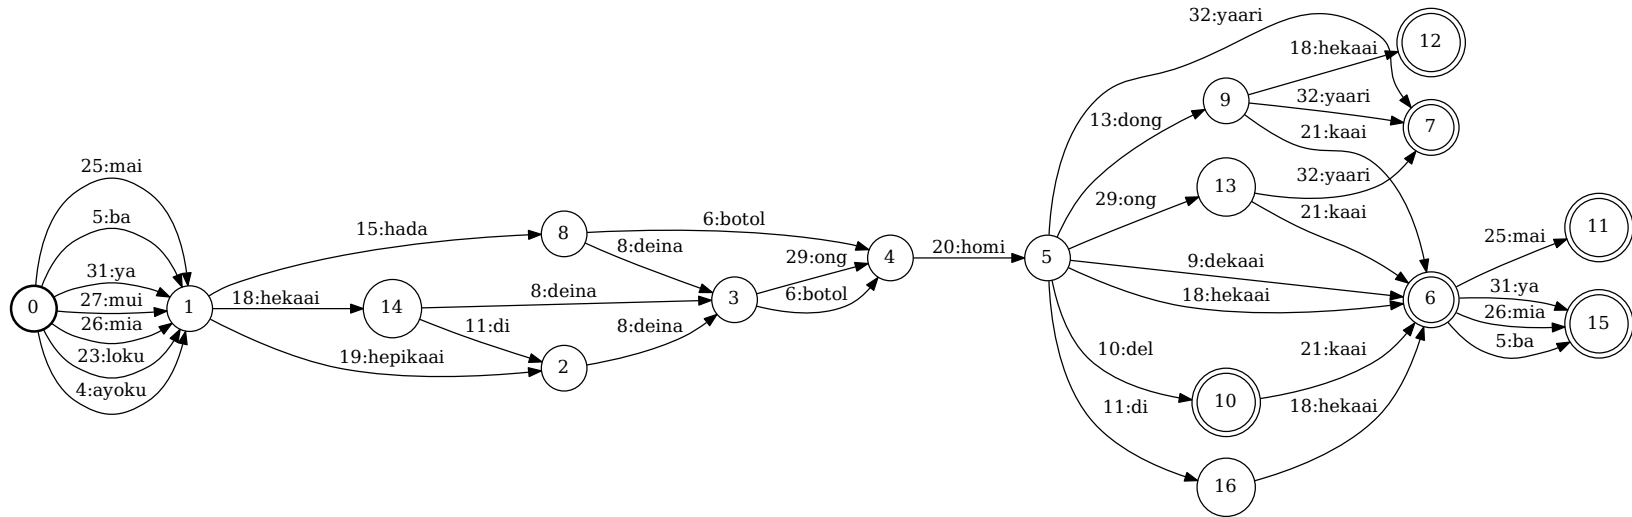 0
25:mai
5:ba
31:ya
27:mui
26:mia
23:loku
4:ayoku
1
15:hada
18:hekaai
19:hepikaai
8
14
2
6:botol
8:deina
8:deina
11:di
8:deina
3
29:ong
6:botol
4
20:homi
5
32:yaari
13:dong
29:ong
9:dekaai
18:hekaai
10:del
11:di
9
13
10
16
18:hekaai
32:yaari
21:kaai
32:yaari
21:kaai
21:kaai
18:hekaai
12
7
6
25:mai
31:ya
26:mia
5:ba
11
15